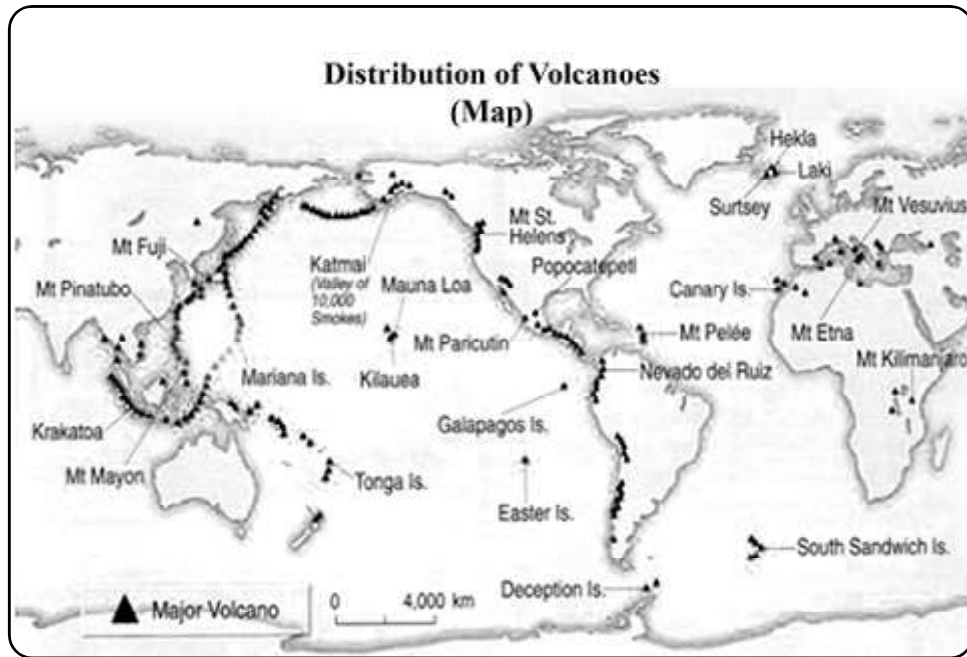 Distribution of Volcanoes
(Map)
Hekla
Laki
Surtsey
Mt Vesuvius
Mt Fuji
Mt St.
Helens
Katmai
(Valley of
10,000
Smokes)
Mauna Loa
Popocatepetl
Mt Pinatubo
Canary Is.
Mt Paricutin
Mt Pelée
Mt Etna
Mt Kilimanjaro
Mariana Is.
Kilauea
Nevado del Ruiz
Krakatoa
Galapagos Is.
Mt Mayon
Tonga Is.
Easter Is.
South Sandwich Is.
Deception Is.
Major Volcano
0 4,000 km